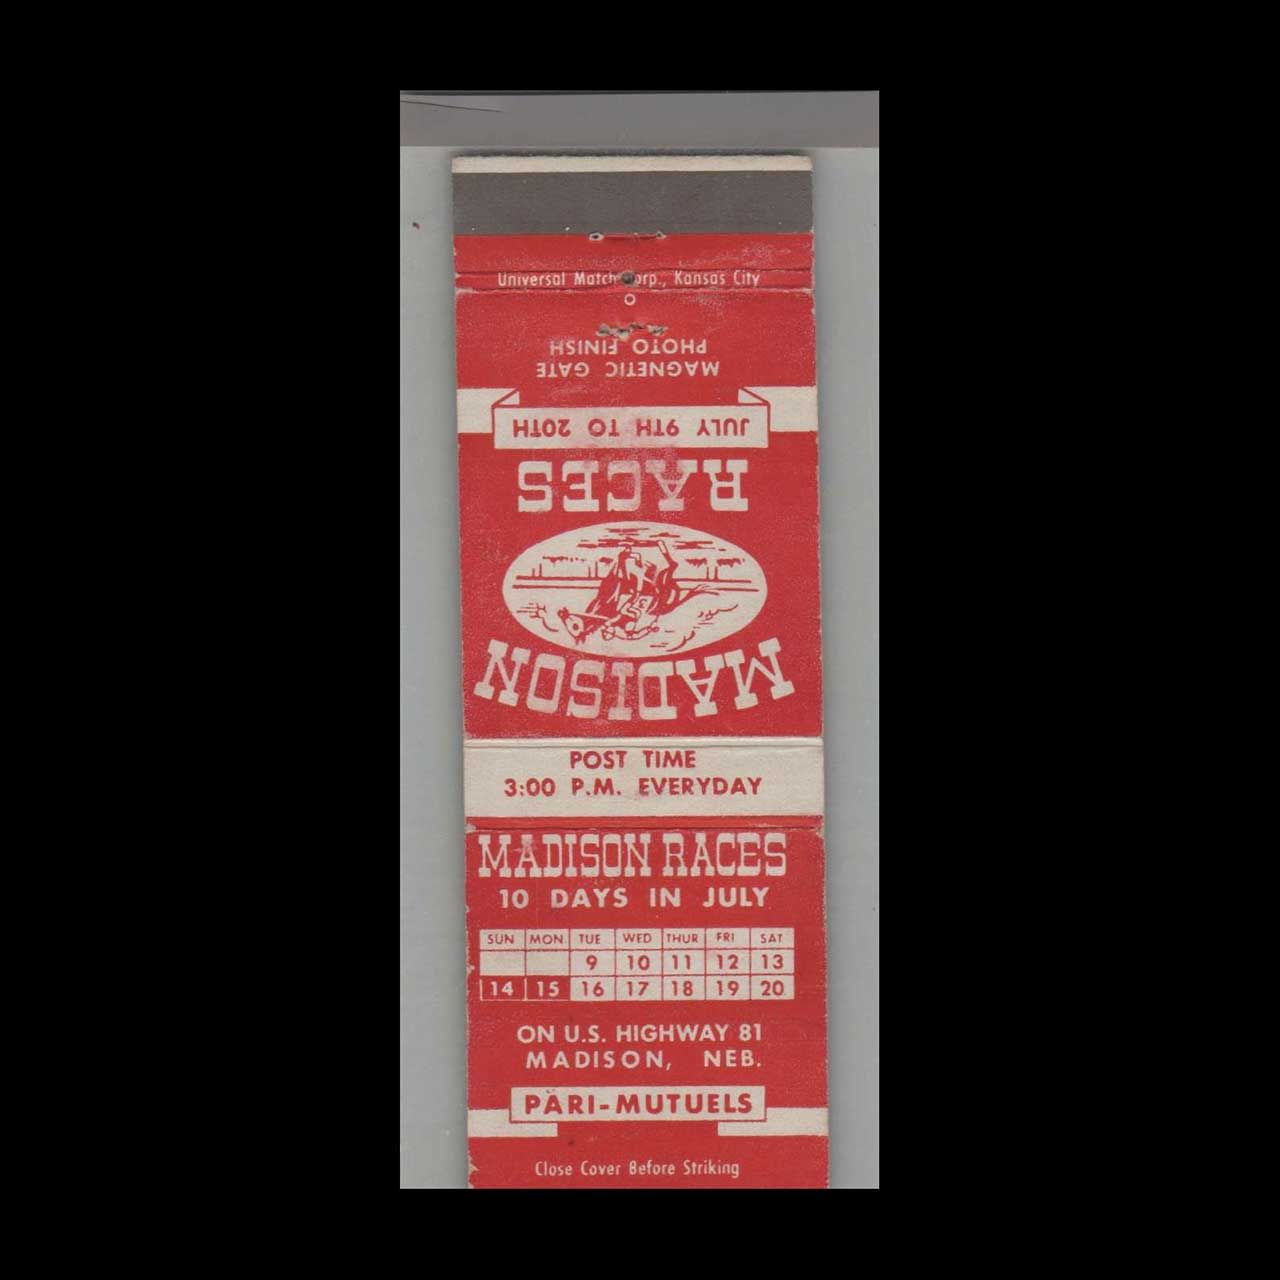 Universal Match Corp., Kansas City
MADISON
RACES
JULY 9TH TO 20TH
MAGNETIC GATE
PHOTO FINISH
POST TIME
3:00 P.M. EVERYDAY
MADISON RACES
10 DAYS IN JULY
SUN MON TUE WED THUR FRI SAT
9 10 11 12 13
14 15 16 17 18 19 20
ON U.S. HIGHWAY 81
MADISON, NEB.
PARI-MUTUELS
Close Cover Before Striking